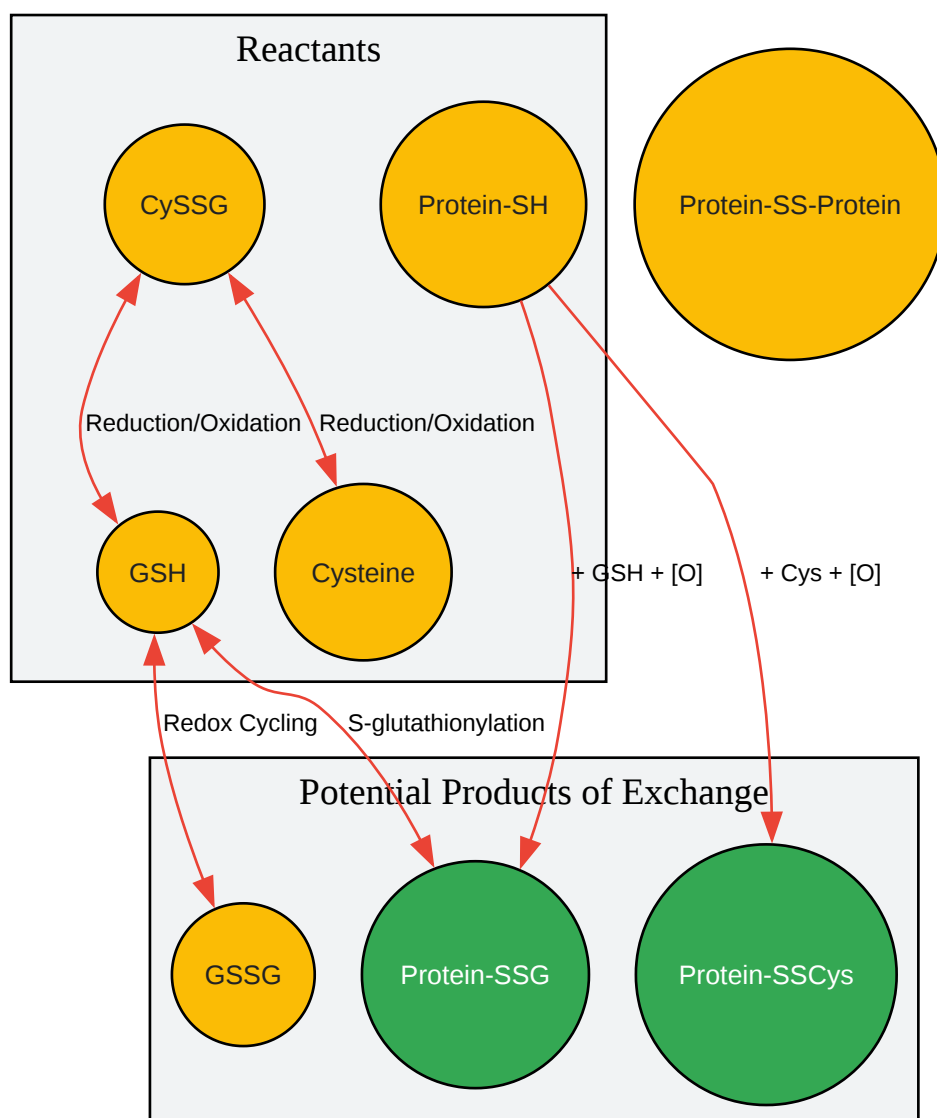 Reactants
CySSG
Protein-SH
Protein-SS-Protein
Reduction/Oxidation
Reduction/Oxidation
GSH
Cysteine
+ GSH + [O]
+ Cys + [O]
Redox Cycling
S-glutathionylation
Potential Products of Exchange
GSSG
Protein-SSG
Protein-SSCys